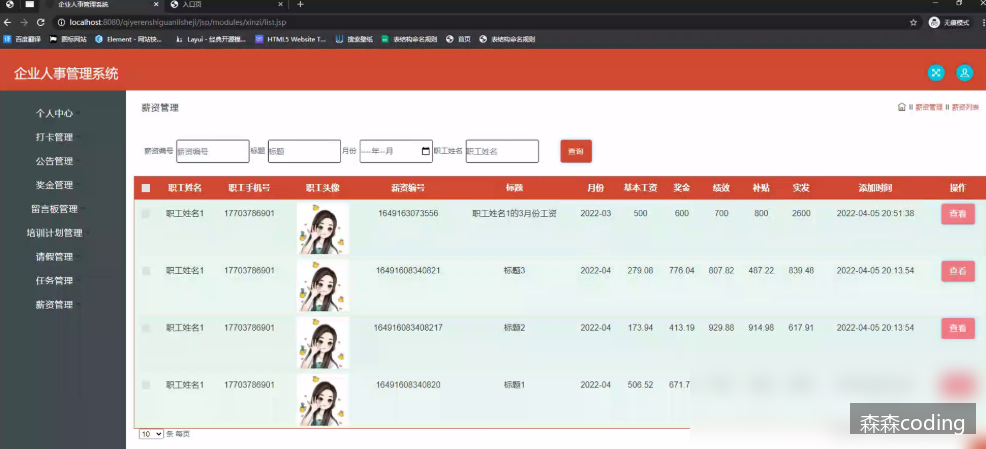 企业人事管理系统 入口页
localhost:8080/qiyerenshiguanilsheji/jsp/modules/xinzi/list.jsp 无痕模式
百度翻译 图标网站 Element - 网站快... Layui - 经典开源模... HTML5 Website T... 搜索壁纸 表结构命名规则 首页 表结构命名规则
企业人事管理系统
个人中心
打卡管理
公告管理
奖金管理
留言板管理
培训计划管理
请假管理
任务管理
薪资管理
薪资管理 薪资管理 薪资列表
薪资编号 薪资编号 标题 标题 月份 ----年--月 职工姓名 职工姓名 查询
职工姓名 职工手机号 职工头像 薪资编号 标题 月份 基本工资 奖金 绩效 补贴 实发 添加时间 操作
职工姓名1 17703786901 1649163073556 职工姓名1的3月份工资 2022-03 500 600 700 800 2600 2022-04-05 20:51:38 查看
职工姓名1 17703786901 16491608340821 标题3 2022-04 279.08 776.04 807.82 487.22 839.48 2022-04-05 20:13:54 查看
职工姓名1 17703786901 164916083408217 标题2 2022-04 173.94 413.19 929.88 914.98 617.91 2022-04-05 20:13:54 查看
职工姓名1 17703786901 16491608340820 标题1 2022-04 506.52 671.7
10 条 每页
森森coding